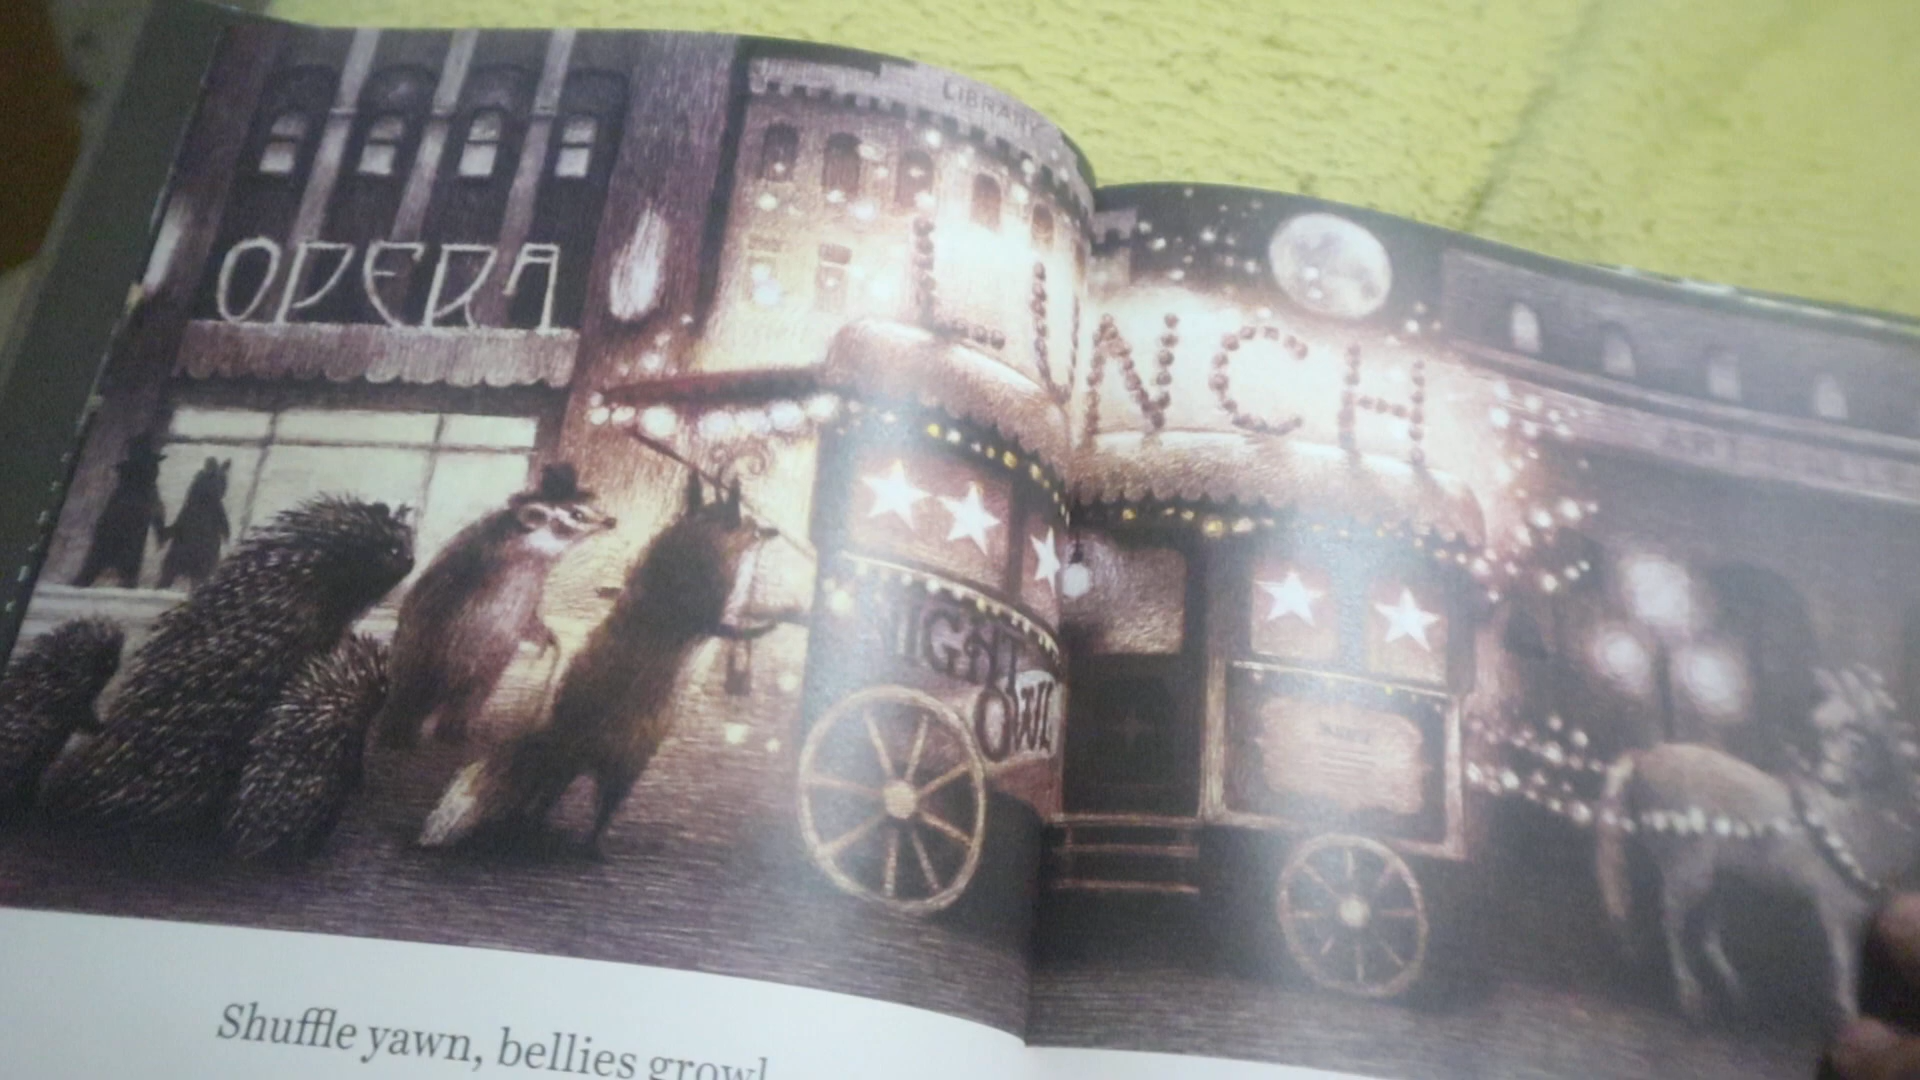 LIBRARY
OPERA
LUNCH
NIGHT
OWL
Shuffle yawn, bellies growl